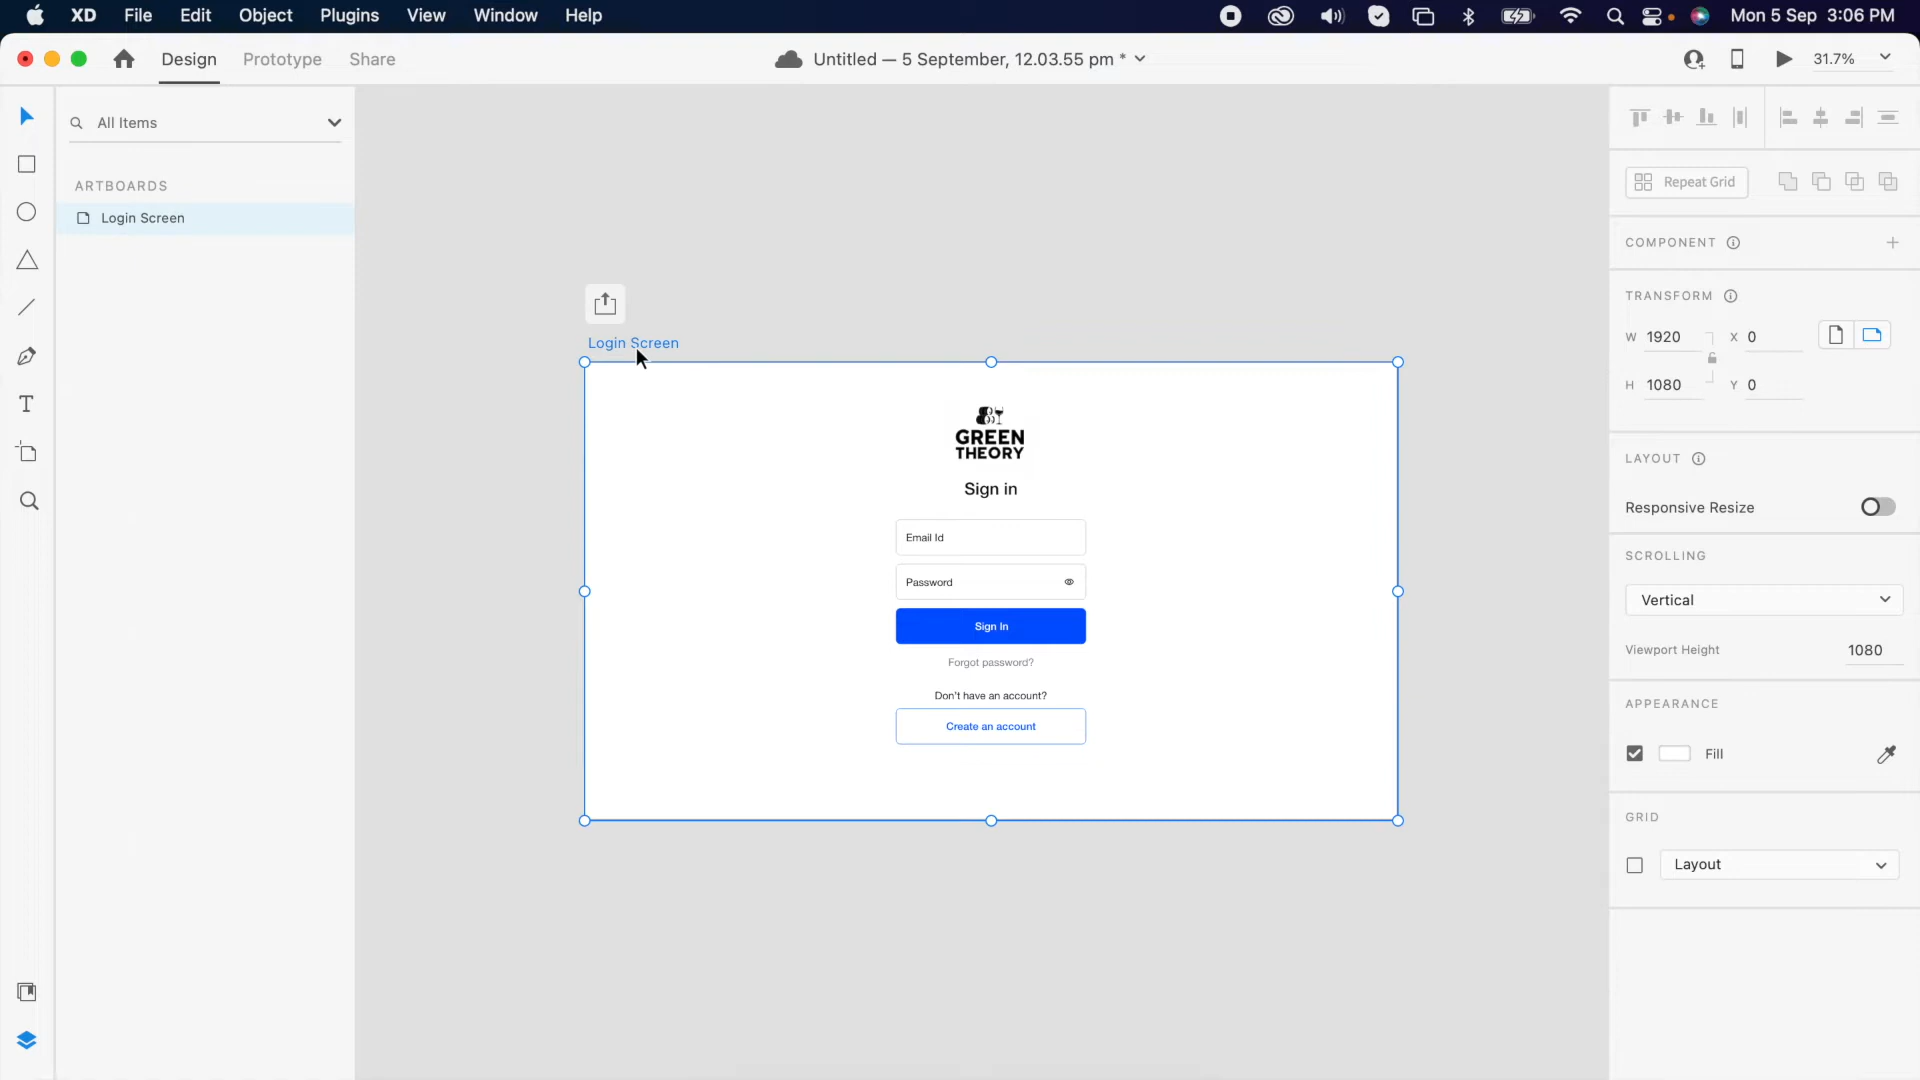 XD File Edit Object Plugins View Window Help Mon 5 Sep 3:06 PM
Design Prototype Share Untitled — 5 September, 12.03.55 pm * 31.7%
All Items
ARTBOARDS
Login Screen
Login Screen
GREEN
THEORY
Sign in
Email Id
Password
Sign In
Forgot password?
Don't have an account?
Create an account
Repeat Grid
COMPONENT
TRANSFORM
W 1920 X 0
H 1080 Y 0
LAYOUT
Responsive Resize
SCROLLING
Vertical
Viewport Height 1080
APPEARANCE
Fill
GRID
Layout